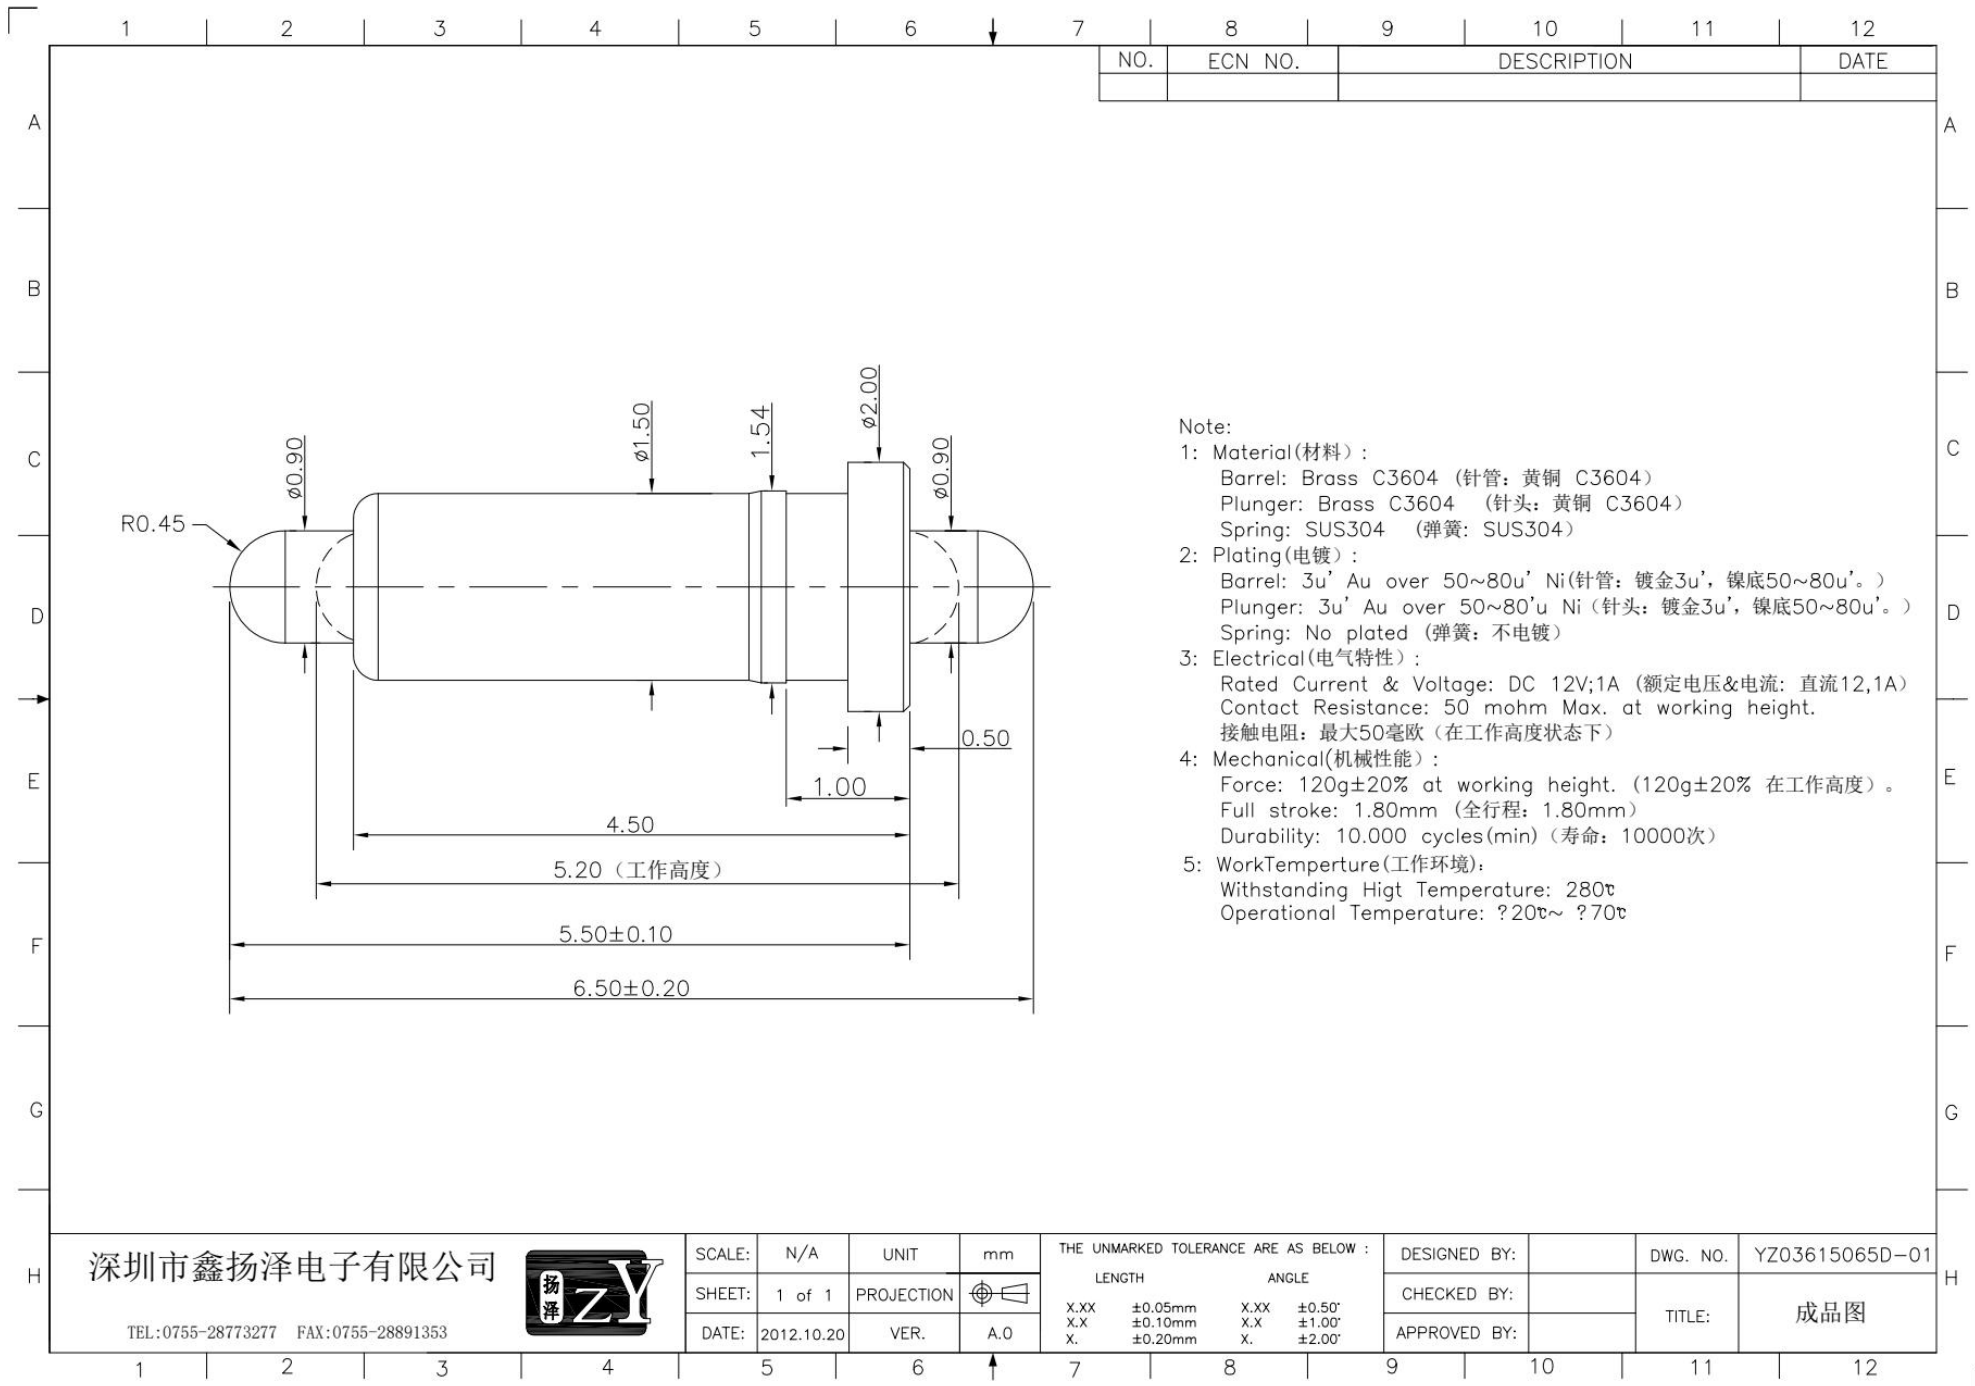 1 2 3 4 5 6 7 8 9 10 11 12
NO. ECN NO. DESCRIPTION DATE
A A
B B
C C
D D
E E
F F
G G
H H
ø0.90
ø1.50
1.54
ø2.00
ø0.90
R0.45
0.50
1.00
4.50
5.20（工作高度）
5.50±0.10
6.50±0.20
Note:
1: Material(材料）:
Barrel: Brass C3604 (针管: 黄铜 C3604）
Plunger: Brass C3604 (针头: 黄铜 C3604）
Spring: SUS304 (弹簧: SUS304）
2: Plating(电镀）:
Barrel: 3u' Au over 50~80u' Ni(针管: 镀金3u', 镍底50~80u'。）
Plunger: 3u' Au over 50~80'u Ni（针头: 镀金3u', 镍底50~80u'。）
Spring: No plated (弹簧: 不电镀）
3: Electrical(电气特性）:
Rated Current & Voltage: DC 12V;1A (额定电压&电流: 直流12,1A）
Contact Resistance: 50 mohm Max. at working height.
接触电阻: 最大50毫欧（在工作高度状态下）
4: Mechanical(机械性能）:
Force: 120g±20% at working height. (120g±20% 在工作高度）。
Full stroke: 1.80mm (全行程: 1.80mm）
Durability: 10.000 cycles(min)（寿命: 10000次）
5: WorkTemperture(工作环境):
Withstanding Higt Temperature: 280℃
Operational Temperature: ?20℃~ ?70℃
深圳市鑫扬泽电子有限公司
TEL:0755-28773277 FAX:0755-28891353
扬泽 ZY
SCALE: N/A UNIT mm
SHEET: 1 of 1 PROJECTION
DATE: 2012.10.20 VER. A.0
THE UNMARKED TOLERANCE ARE AS BELOW :
LENGTH ANGLE
X.XX ±0.05mm X.XX ±0.50°
X.X ±0.10mm X.X ±1.00°
X. ±0.20mm X. ±2.00°
DESIGNED BY:
CHECKED BY:
APPROVED BY:
DWG. NO. YZ03615065D-01
TITLE: 成品图
1 2 3 4 5 6 7 8 9 10 11 12